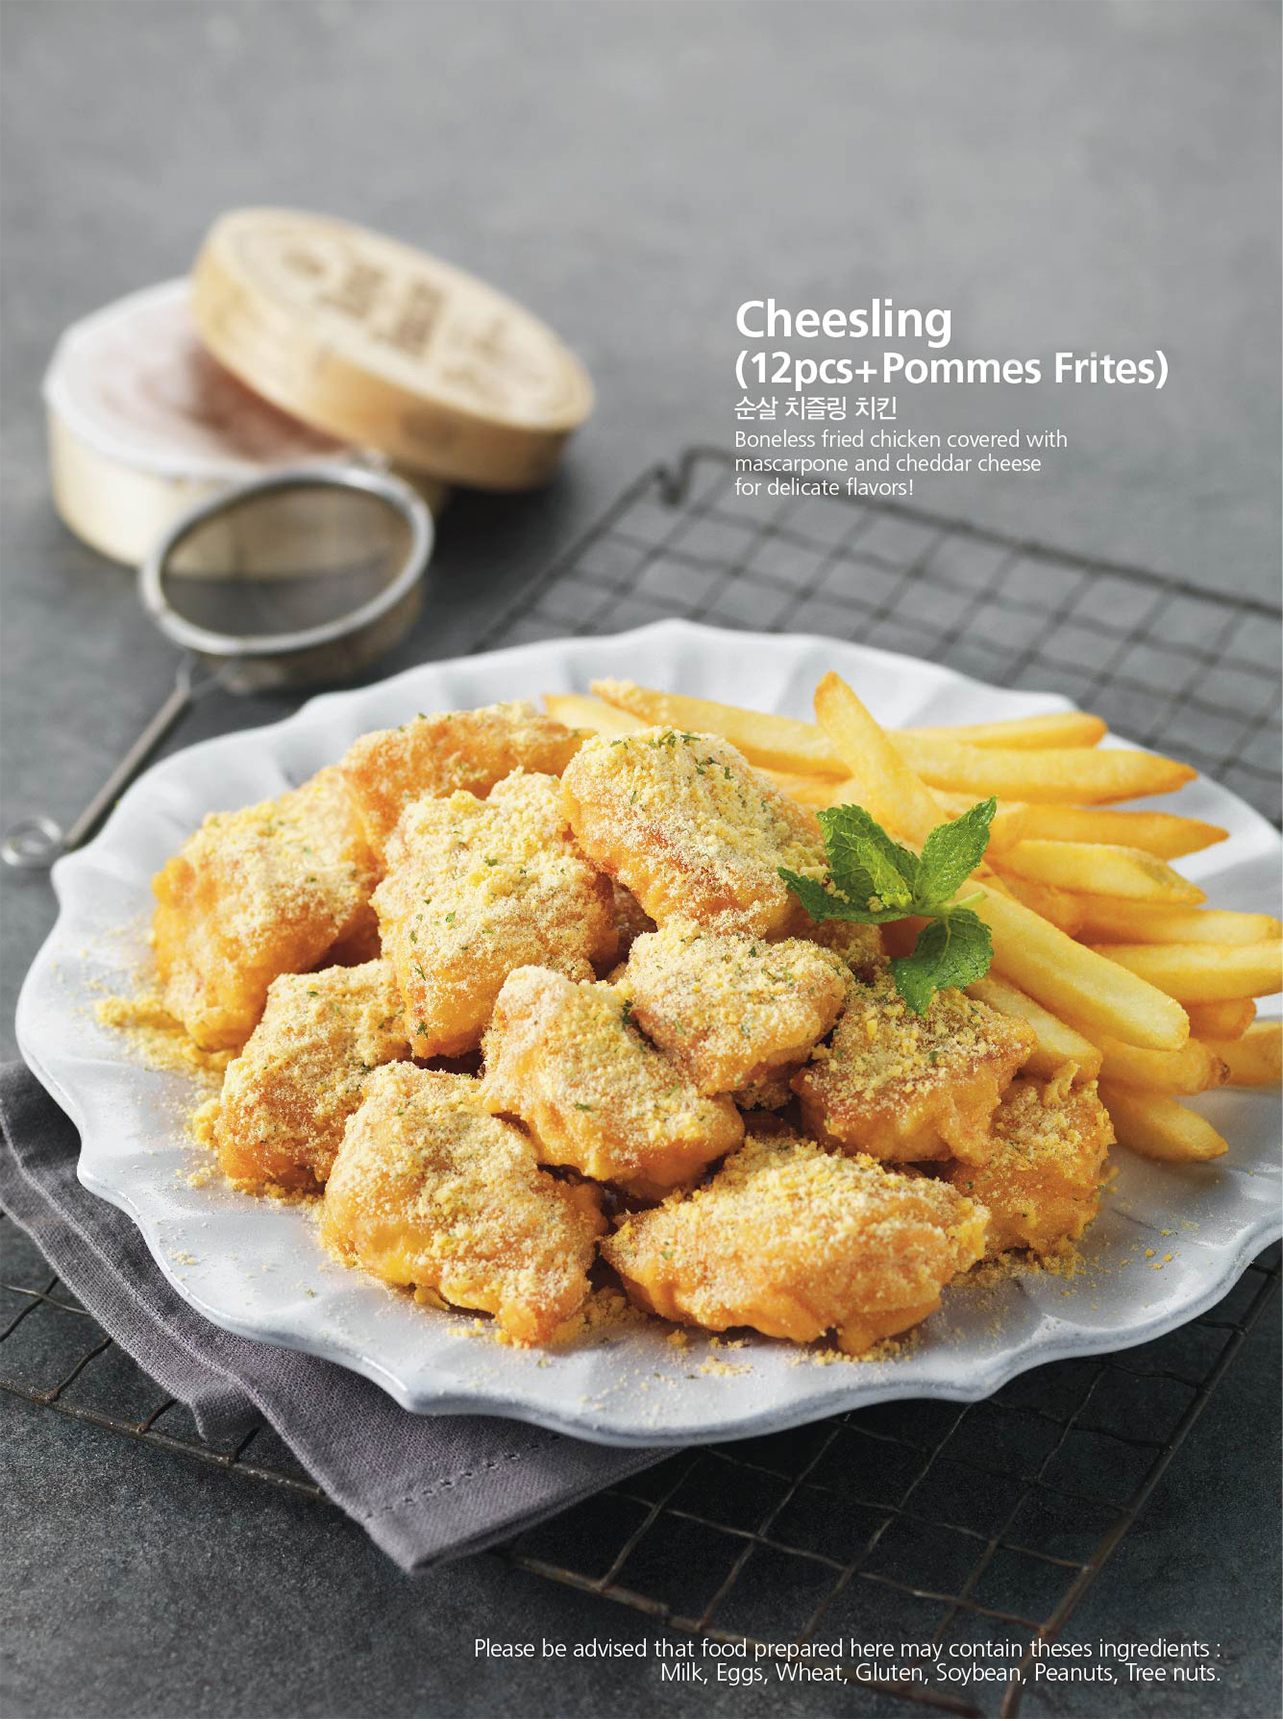 Cheesling
(12pcs+Pommes Frites)
순살 치즐링 치킨
Boneless fried chicken covered with
mascarpone and cheddar cheese
for delicate flavors!
Please be advised that food prepared here may contain theses ingredients :
Milk, Eggs, Wheat, Gluten, Soybean, Peanuts, Tree nuts.